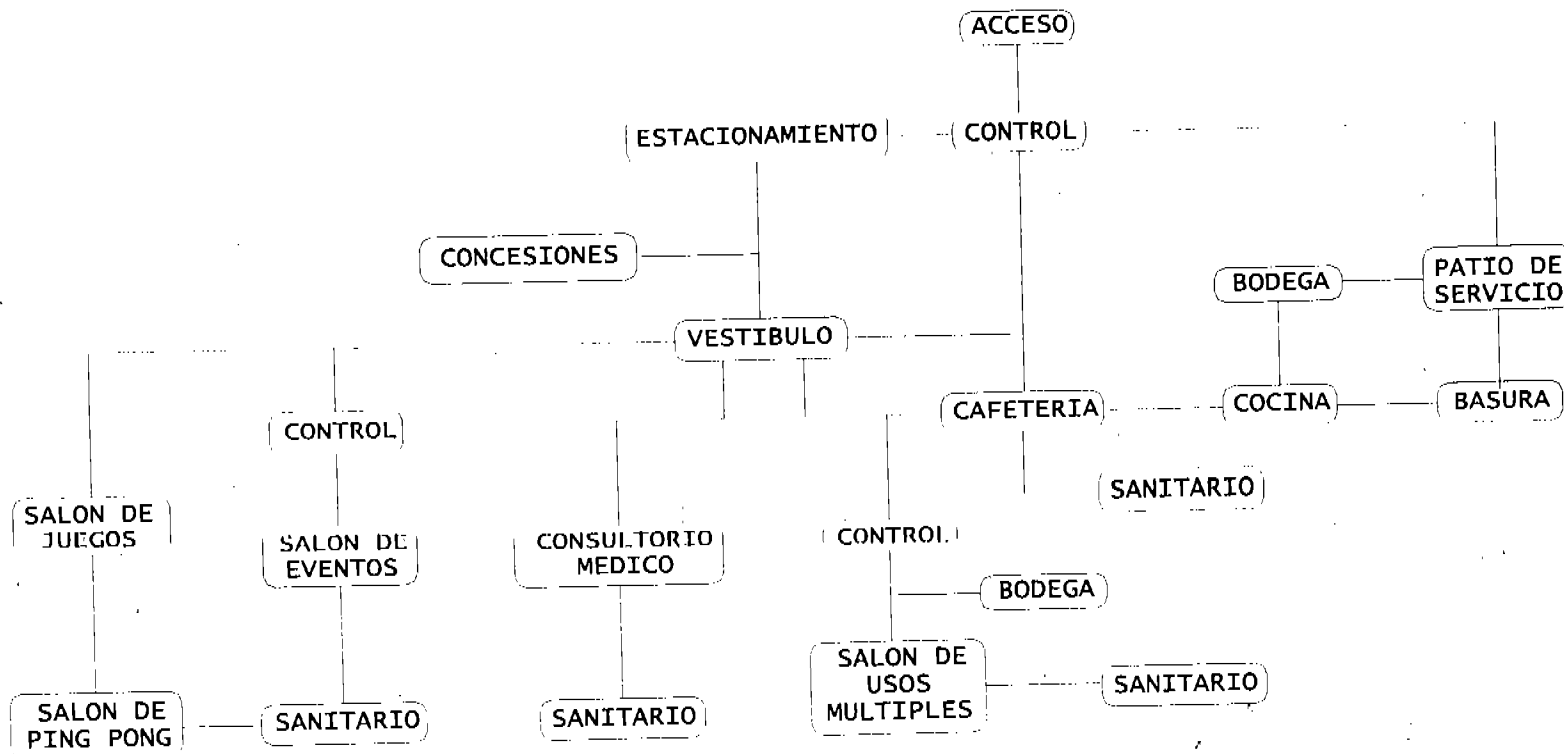 ACCESO
ESTACIONAMIENTO
CONTROL
CONCESIONES
BODEGA
PATIO DE
SERVICIO
VESTIBULO
CAFETERIA
COCINA
BASURA
CONTROL
SANITARIO
SALON DE
JUEGOS
SALON DE
EVENTOS
CONSULTORIO
MEDICO
CONTROL
BODEGA
SALON DE
USOS
MULTIPLES
SANITARIO
SALON DE
PING PONG
SANITARIO
SANITARIO